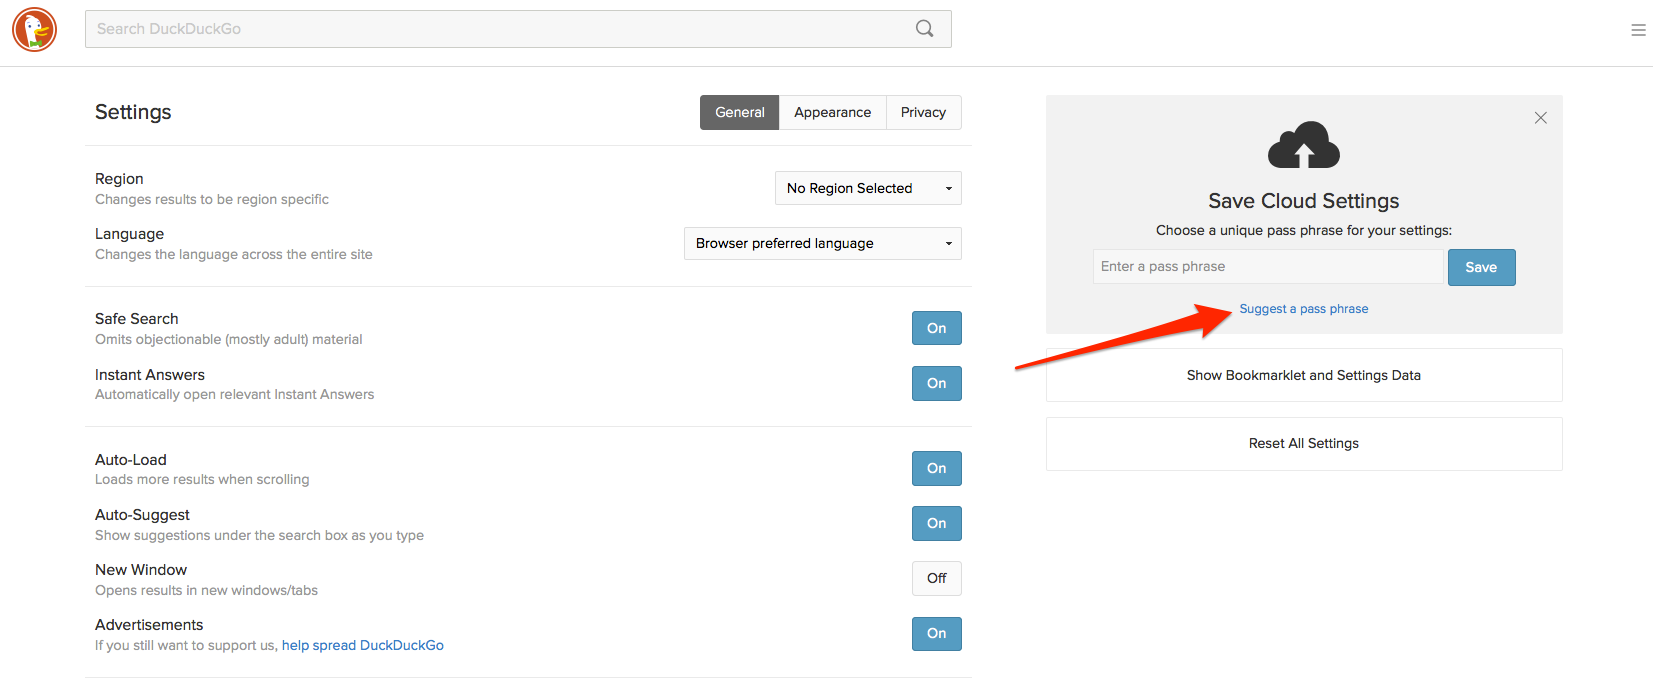 Search DuckDuckGo
Settings
General
Appearance
Privacy
Region
Changes results to be region specific
No Region Selected
Language
Changes the language across the entire site
Browser preferred language
Safe Search
Omits objectionable (mostly adult) material
On
Instant Answers
Automatically open relevant Instant Answers
On
Auto-Load
Loads more results when scrolling
On
Auto-Suggest
Show suggestions under the search box as you type
On
New Window
Opens results in new windows/tabs
Off
Advertisements
If you still want to support us, help spread DuckDuckGo
On
Save Cloud Settings
Choose a unique pass phrase for your settings:
Enter a pass phrase
Save
Suggest a pass phrase
Show Bookmarklet and Settings Data
Reset All Settings